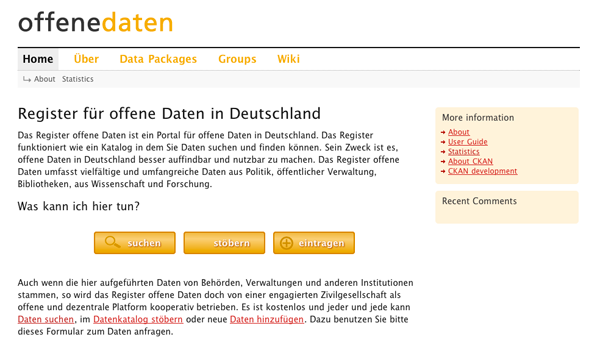 offenedaten
Home Über Data Packages Groups Wiki
About Statistics
Register für offene Daten in Deutschland
Das Register offene Daten ist ein Portal für offene Daten in Deutschland. Das Register
funktioniert wie ein Katalog in dem Sie Daten suchen und finden können. Sein Zweck ist es,
offene Daten in Deutschland besser auffindbar und nutzbar zu machen. Das Register offene
Daten umfasst vielfältige und umfangreiche Daten aus Politik, öffentlicher Verwaltung,
Bibliotheken, aus Wissenschaft und Forschung.
Was kann ich hier tun?
suchen stöbern eintragen
Auch wenn die hier aufgeführten Daten von Behörden, Verwaltungen und anderen Institutionen
stammen, so wird das Register offene Daten doch von einer engagierten Zivilgesellschaft als
offene und dezentrale Platform kooperativ betrieben. Es ist kostenlos und jeder und jede kann
Daten suchen, im Datenkatalog stöbern oder neue Daten hinzufügen. Dazu benutzen Sie bitte
dieses Formular zum Daten anfragen.
More information
About
User Guide
Statistics
About CKAN
CKAN development
Recent Comments